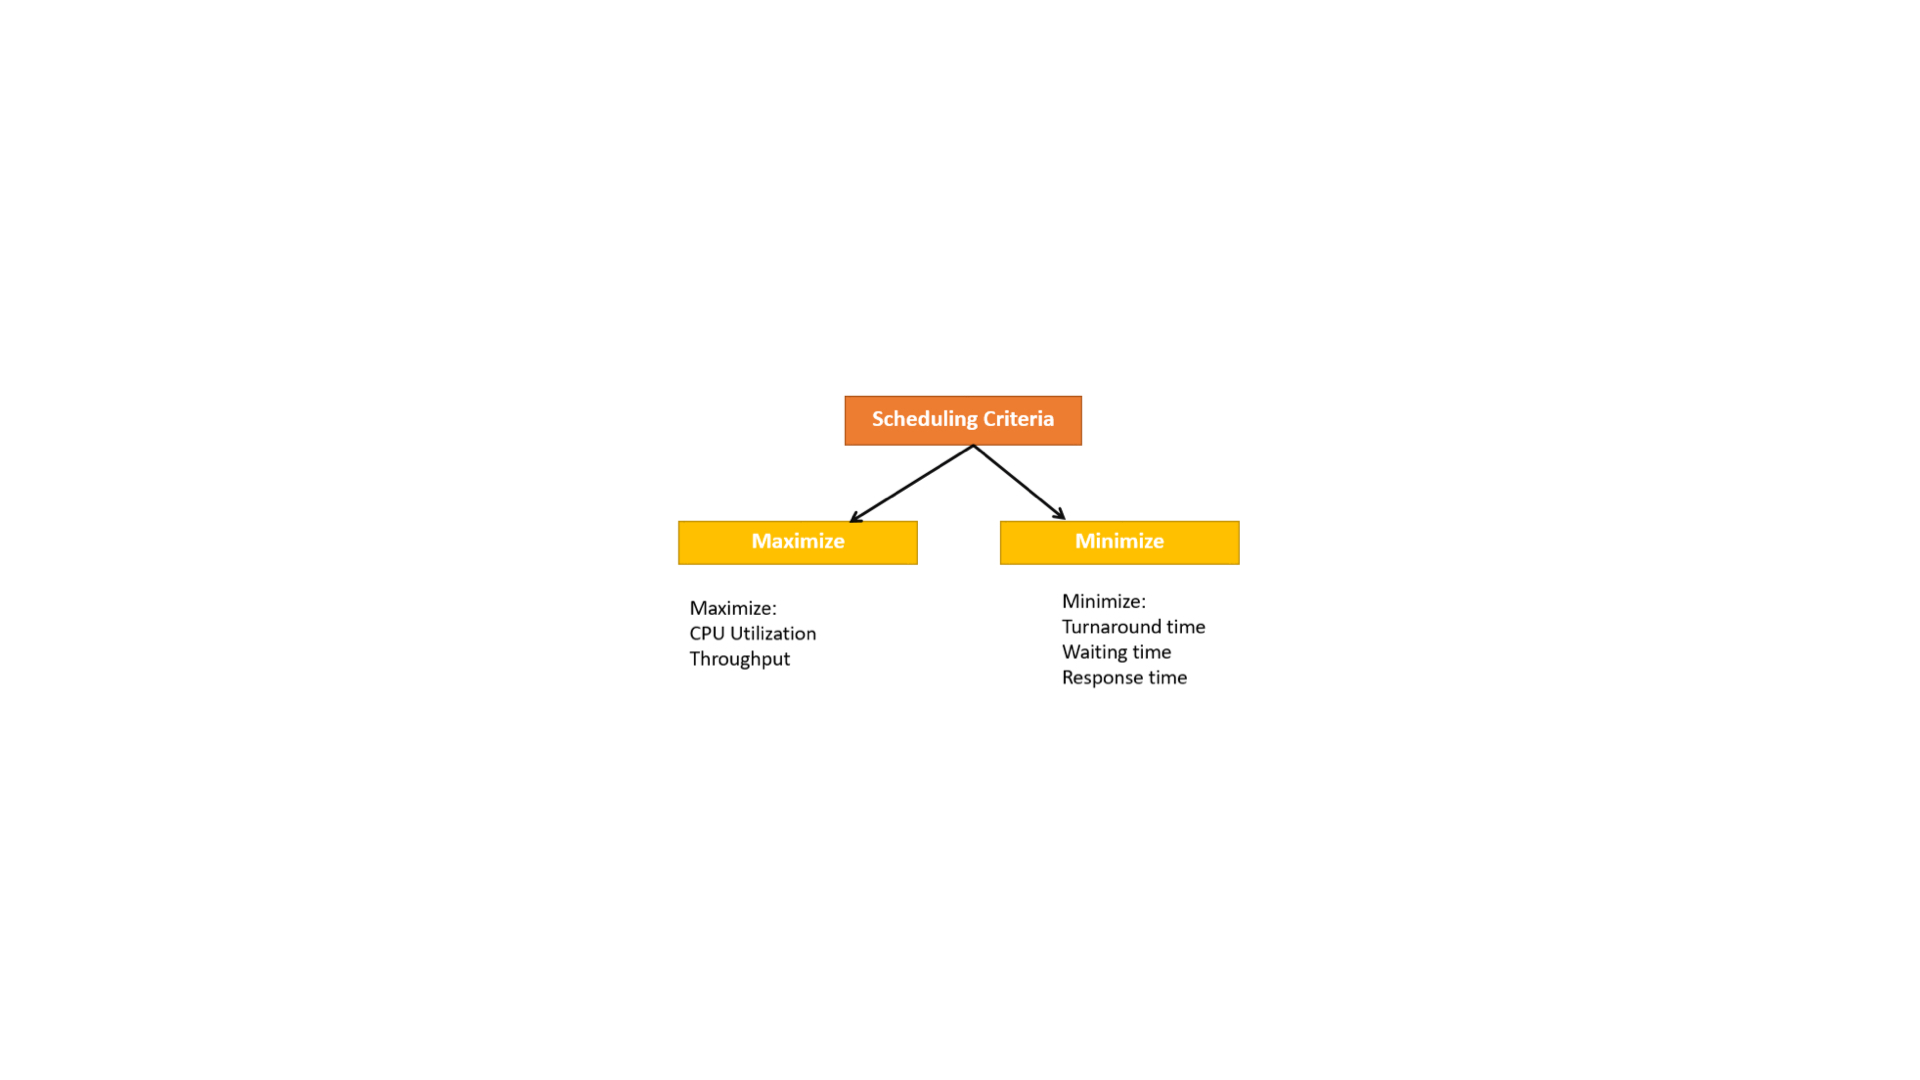 Scheduling Criteria
Maximize
Minimize
Maximize:
CPU Utilization
Throughput
Minimize:
Turnaround time
Waiting time
Response time